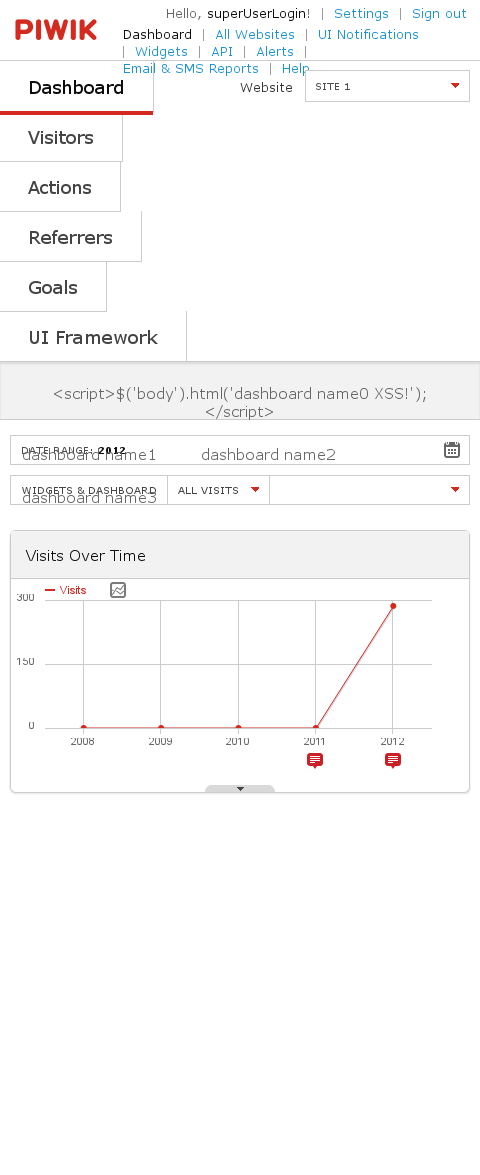 PIWIK
Hello, superUserLogin! | Settings | Sign out
Dashboard | All Websites | UI Notifications
| Widgets | API | Alerts |
Email & SMS Reports | Help
Dashboard
Website SITE 1
Visitors
Actions
Referrers
Goals
UI Framework
<script>$('body').html('dashboard name0 XSS!');
</script>
DATE RANGE: 2012
dashboard name1 dashboard name2
WIDGETS & DASHBOARD ALL VISITS
dashboard name3
Visits Over Time
Visits
300
150
0
2008 2009 2010 2011 2012